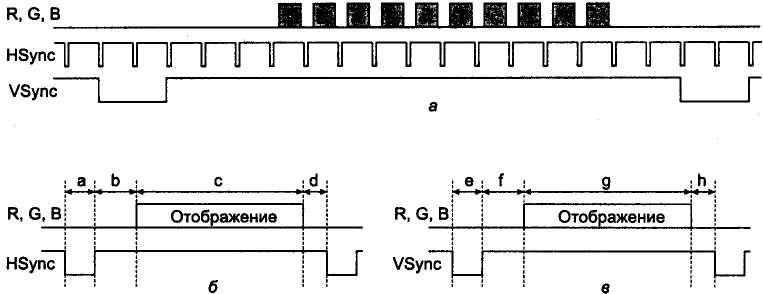 R, G, B
HSync
VSync
а
a b c d
R, G, B Отображение
HSync
б
e f g h
R, G, B Отображение
VSync
в